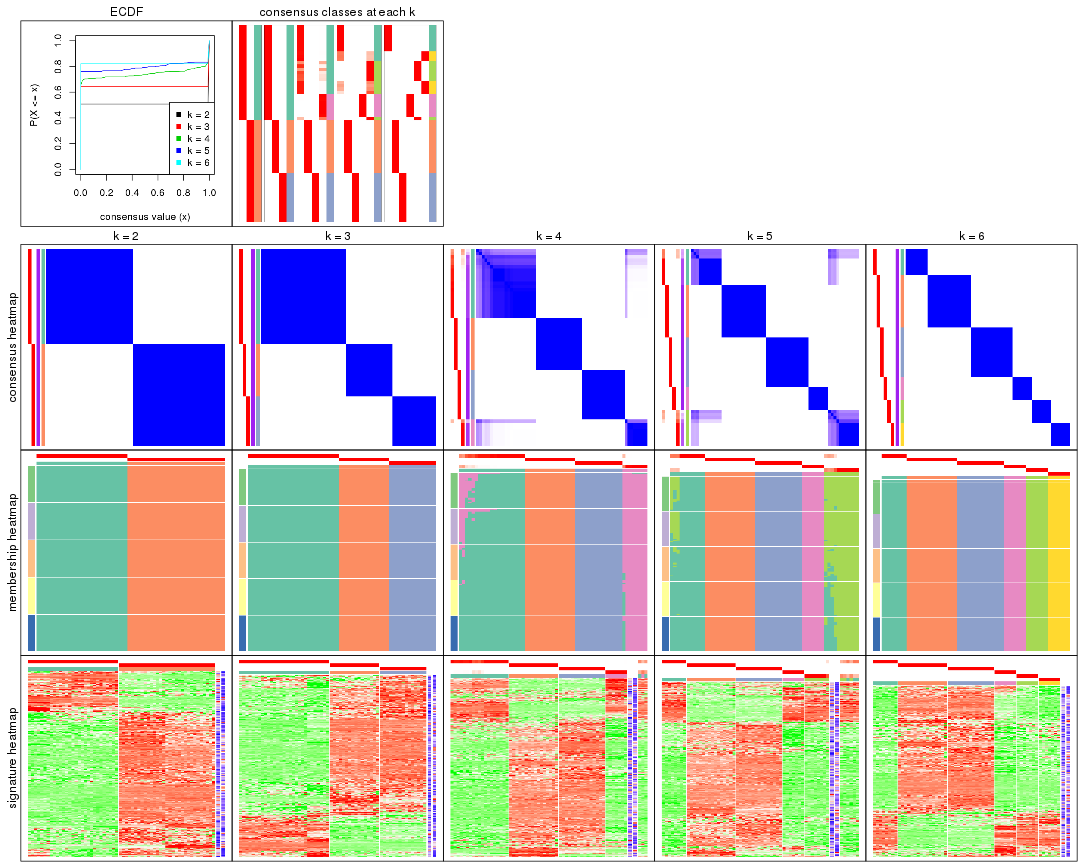 ECDF
consensus classes at each k
P(X <= x)
1.0
0.8
0.6
0.4
0.2
0.0
k = 2
k = 3
k = 4
k = 5
k = 6
0.0 0.2 0.4 0.6 0.8 1.0
consensus value (x)
k = 2
k = 3
k = 4
k = 5
k = 6
consensus heatmap
membership heatmap
signature heatmap